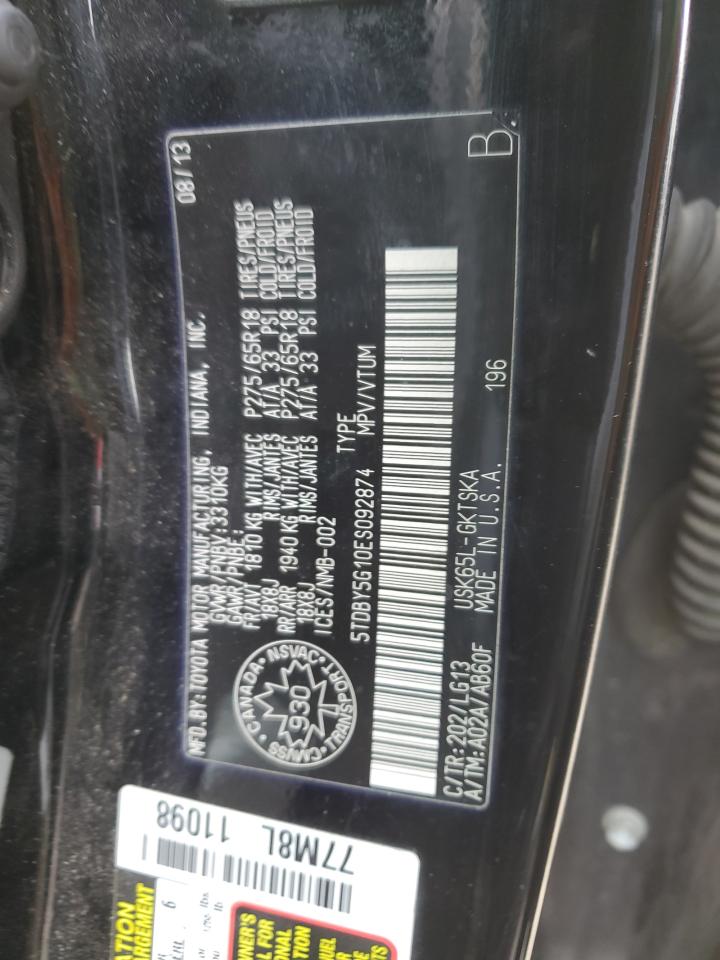 MFD.BY:TOYOTA MOTOR MANUFACTURING, INDIANA, INC. 08/13
GVWR/PNBV:3310KG
GAWR/PNBE:
FR/AV 1810 KG WITH/AVEC P275/65R18 TIRES/PNEUS
18X8J RIMS/JANTES AT/A 33 PSI COLD/FROID
RR/ARR 1940 KG WITH/AVEC P275/65R18 TIRES/PNEUS
18X8J RIMS/JANTES AT/A 33 PSI COLD/FROID
ICES/NMB-002
CANADA NSVAC
930
CMVSS TRANSPORT
TYPE
5TDBY5G10ES092874 MPV/VTUM
C/TR:202/LG13 USK65L-GKTSKA
A/TM:A02A/AB60F MADE IN U.S.A. 196
B
77M8L 11098
6